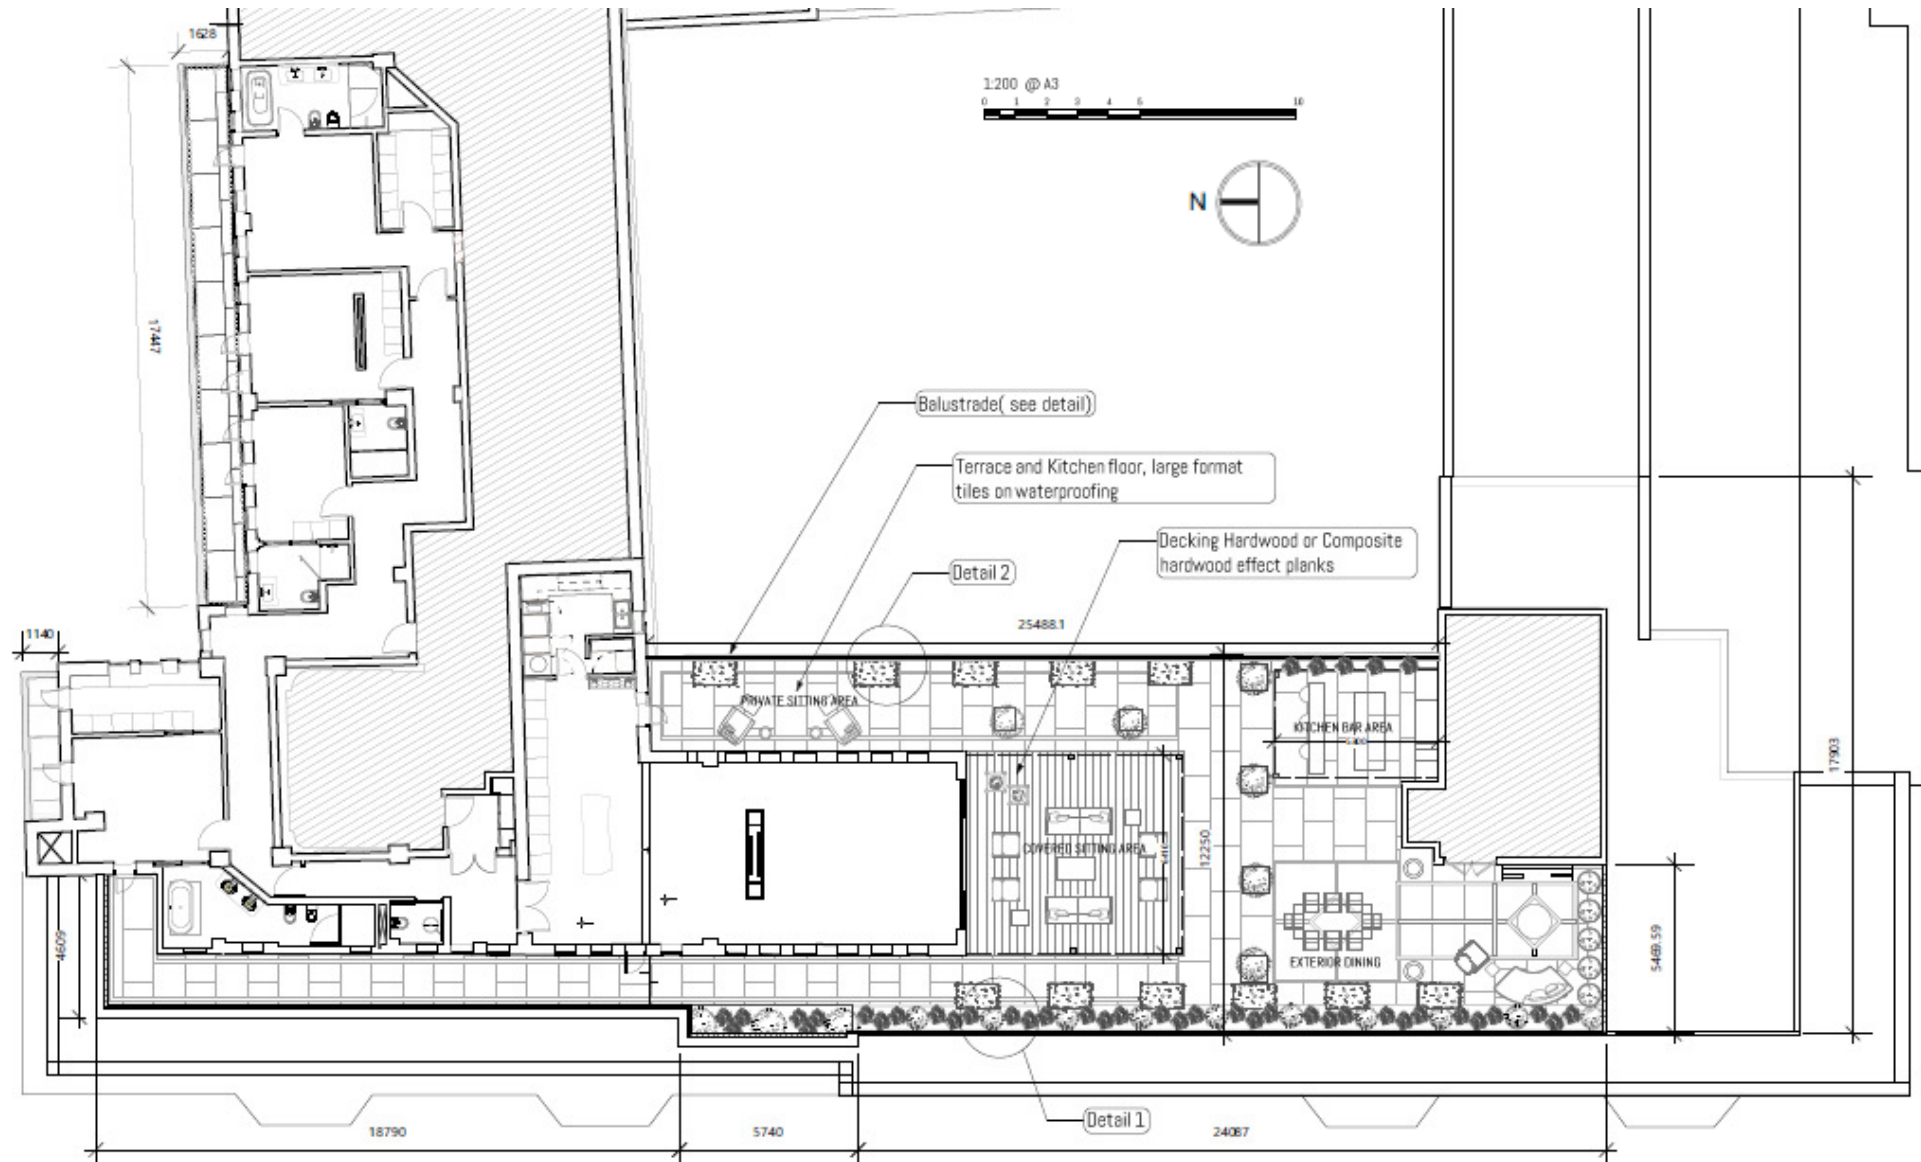 1628
1:200 @ A3
0 1 2 3 4 5 10
N
17447
Balustrade( see detail)
Terrace and Kitchen floor, large format
tiles on waterproofing
Decking Hardwood or Composite
hardwood effect planks
Detail 2
1140
25488.1
PRIVATE SITTING AREA
KITCHEN BAR AREA
17903
12250
COVERED SITTING AREA
4609
EXTERIOR DINING
5469.59
Detail 1
18790
5740
24087